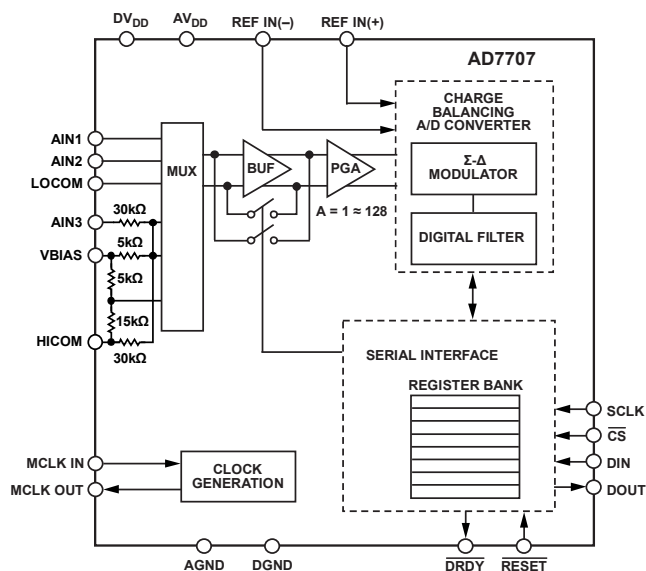 DVDD
AVDD
REF IN(–)
REF IN(+)
AD7707
CHARGE
BALANCING
A/D CONVERTER
Σ-Δ
MODULATOR
DIGITAL FILTER
AIN1
AIN2
LOCOM
AIN3
VBIAS
HICOM
30kΩ
5kΩ
5kΩ
15kΩ
30kΩ
MUX
BUF
PGA
A = 1 ≈ 128
SERIAL INTERFACE
REGISTER BANK
SCLK
CS
DIN
DOUT
MCLK IN
MCLK OUT
CLOCK
GENERATION
AGND
DGND
DRDY
RESET